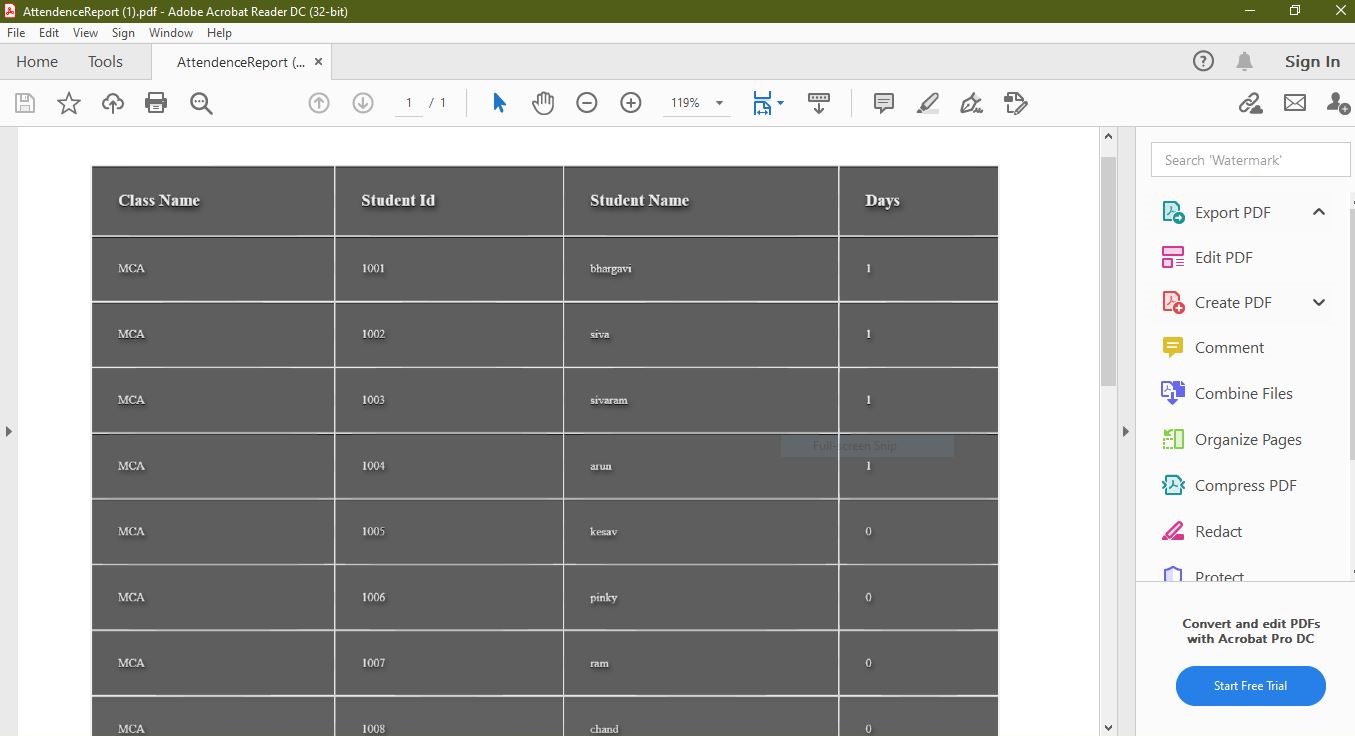 AttendenceReport (1).pdf - Adobe Acrobat Reader DC (32-bit)
File Edit View Sign Window Help
Home Tools AttendenceReport (... × Sign In
1 / 1 119%
Search 'Watermark'
Class Name Student Id Student Name Days
MCA 1001 bhargavi 1
MCA 1002 siva 1
MCA 1003 sivaram 1
Full-screen Snip
MCA 1004 arun 1
MCA 1005 kesav 0
MCA 1006 pinky 0
MCA 1007 ram 0
MCA 1008 chand 0
Export PDF
Edit PDF
Create PDF
Comment
Combine Files
Organize Pages
Compress PDF
Redact
Protect
Convert and edit PDFs
with Acrobat Pro DC
Start Free Trial